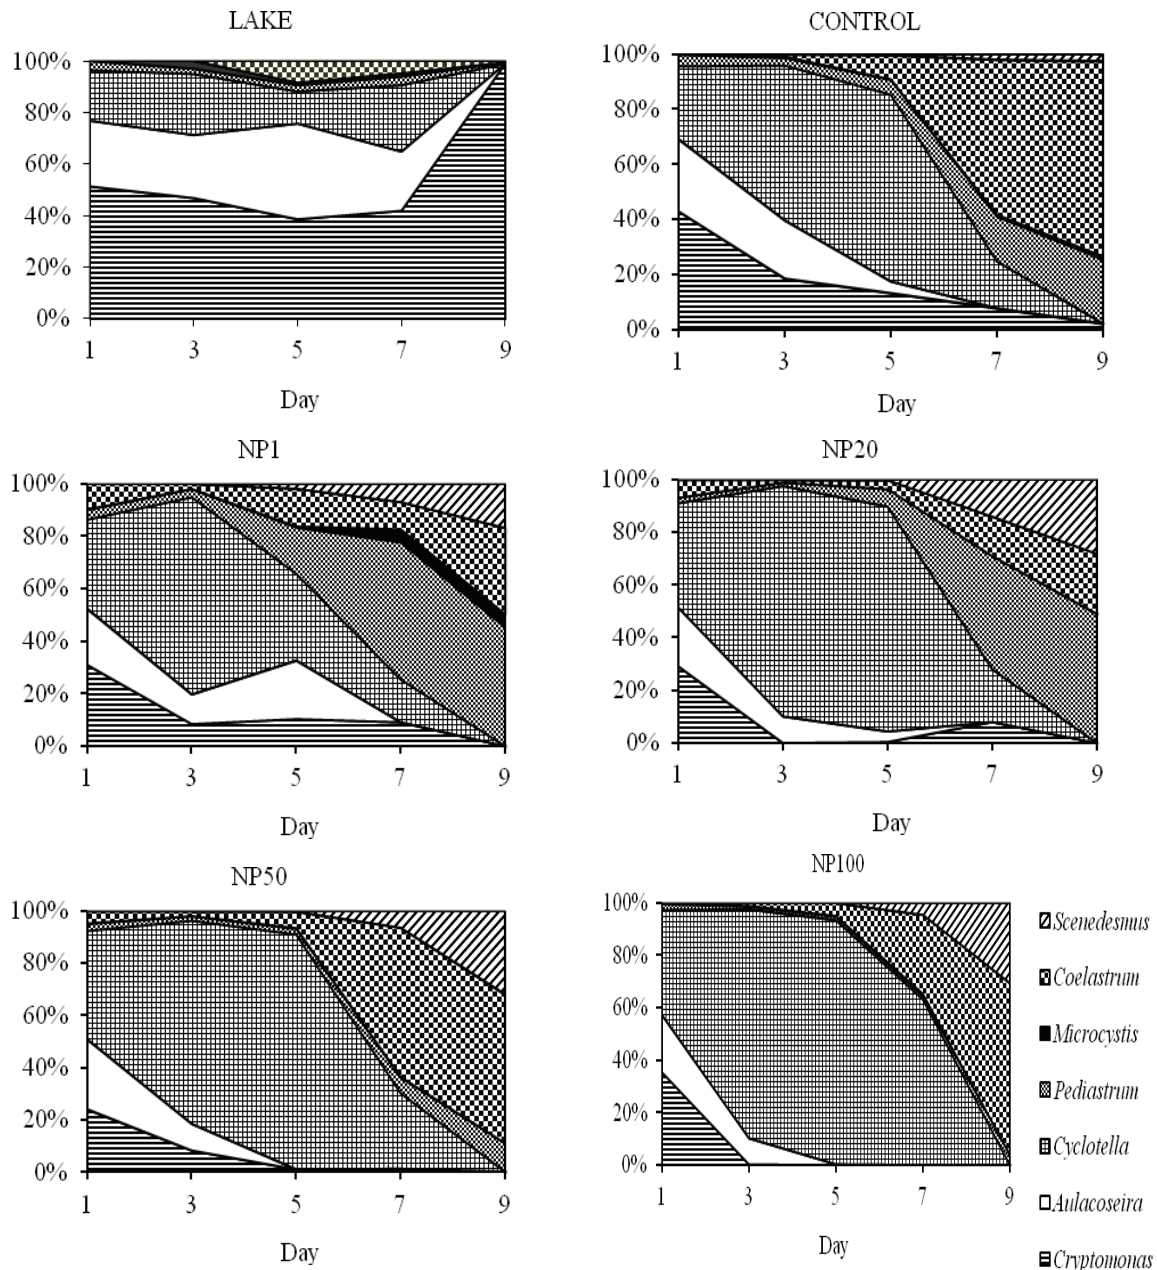 LAKE
100%
80%
60%
40%
20%
0%
1 3 5 7 9
Day
CONTROL
100%
80%
60%
40%
20%
0%
1 3 5 7 9
Day
NP1
100%
80%
60%
40%
20%
0%
1 3 5 7 9
Day
NP20
100%
80%
60%
40%
20%
0%
1 3 5 7 9
Day
NP50
100%
80%
60%
40%
20%
0%
1 3 5 7 9
Day
NP100
100%
80%
60%
40%
20%
0%
1 3 5 7 9
Day
Scenedesmus
Coelastrum
Microcystis
Pediastrum
Cyclotella
Aulacoseira
Cryptomonas